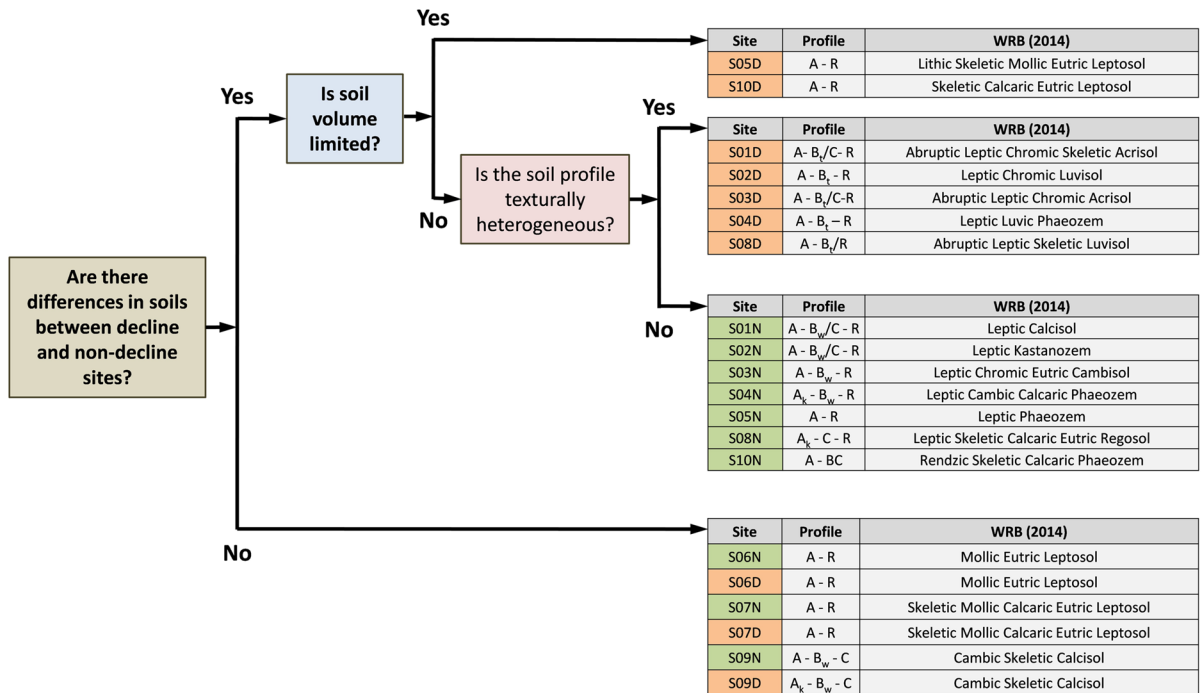 Yes
Site Profile WRB (2014)
S05D A - R Lithic Skeletic Mollic Eutric Leptosol
S10D A - R Skeletic Calcaric Eutric Leptosol
Yes
Is soil
volume
limited?
Yes
Site Profile WRB (2014)
S01D A- Bt/C- R Abruptic Leptic Chromic Skeletic Acrisol
S02D A - Bt - R Leptic Chromic Luvisol
S03D A - Bt/C-R Abruptic Leptic Chromic Acrisol
S04D A - Bt – R Leptic Luvic Phaeozem
S08D A - Bt/R Abruptic Leptic Skeletic Luvisol
Is the soil profile
texturally
heterogeneous?
No
Are there
differences in soils
between decline
and non-decline
sites?
No
Site Profile WRB (2014)
S01N A - Bw/C - R Leptic Calcisol
S02N A - Bw/C - R Leptic Kastanozem
S03N A - Bw - R Leptic Chromic Eutric Cambisol
S04N Ak - Bw - R Leptic Cambic Calcaric Phaeozem
S05N A - R Leptic Phaeozem
S08N Ak - C - R Leptic Skeletic Calcaric Eutric Regosol
S10N A - BC Rendzic Skeletic Calcaric Phaeozem
No
Site Profile WRB (2014)
S06N A - R Mollic Eutric Leptosol
S06D A - R Mollic Eutric Leptosol
S07N A - R Skeletic Mollic Calcaric Eutric Leptosol
S07D A - R Skeletic Mollic Calcaric Eutric Leptosol
S09N A - Bw - C Cambic Skeletic Calcisol
S09D Ak - Bw - C Cambic Skeletic Calcisol